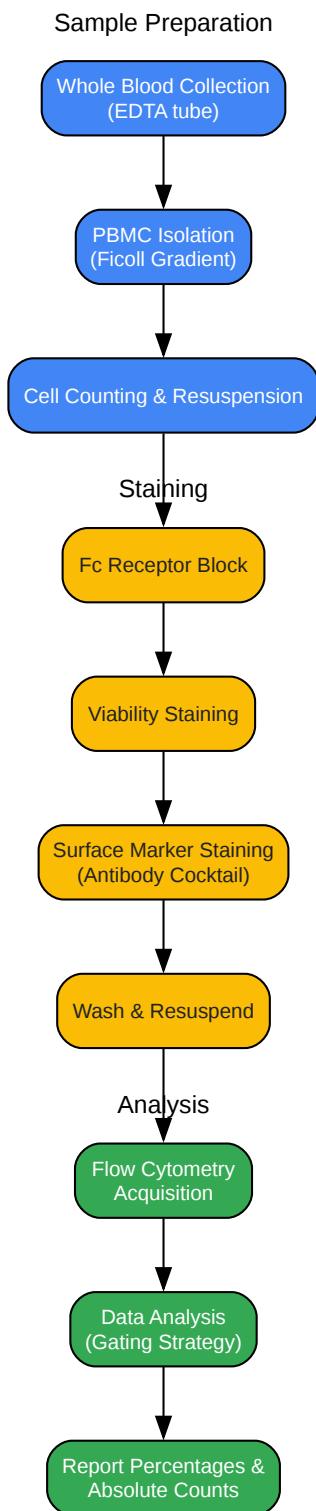 Sample Preparation
Whole Blood Collection
(EDTA tube)
PBMC Isolation
(Ficoll Gradient)
Cell Counting & Resuspension
Staining
Fc Receptor Block
Viability Staining
Surface Marker Staining
(Antibody Cocktail)
Wash & Resuspend
Analysis
Flow Cytometry
Acquisition
Data Analysis
(Gating Strategy)
Report Percentages &
Absolute Counts